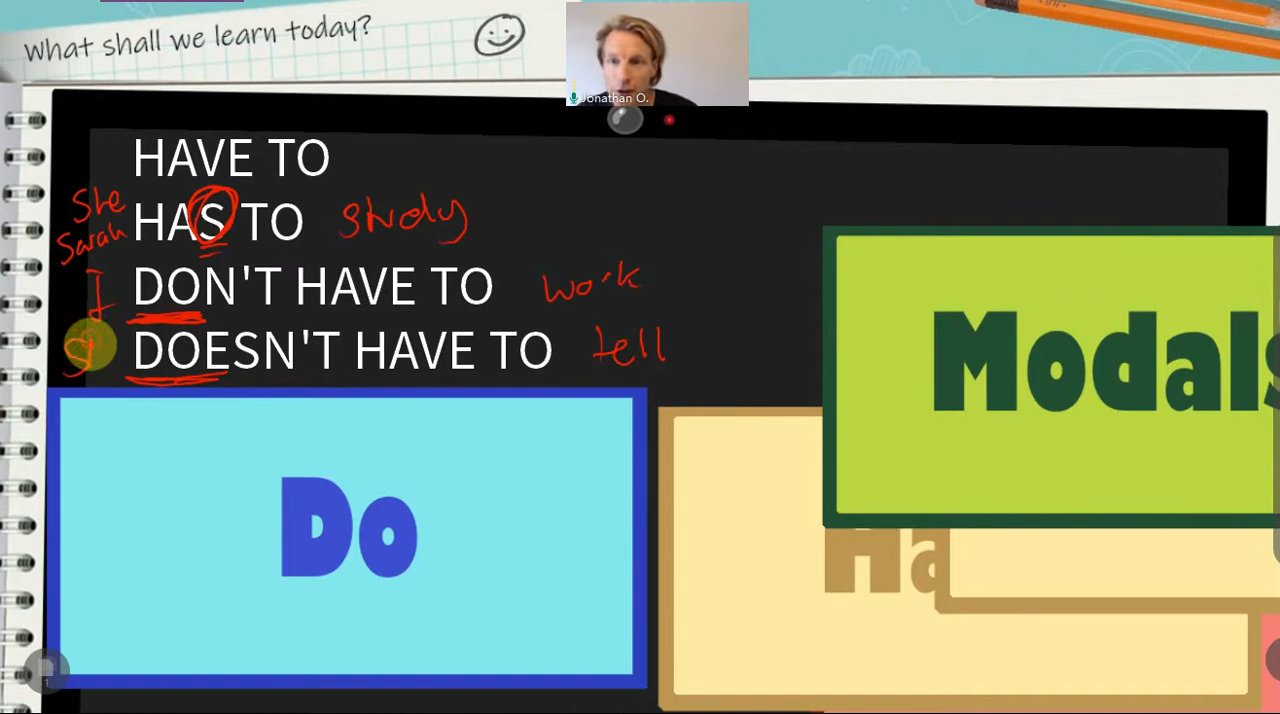 What shall we learn today?
Jonathan O.
HAVE TO
She
Sarah HAS TO study
I DON'T HAVE TO work
DOESN'T HAVE TO tell
Modals
Do
Ha
1